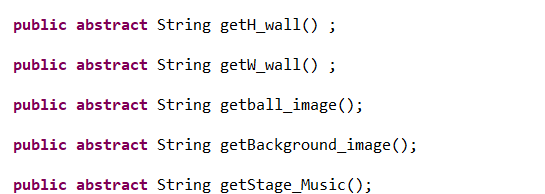 public abstract String getH_wall() ;
public abstract String getW_wall() ;
public abstract String getball_image();
public abstract String getBackground_image();
public abstract String getStage_Music();